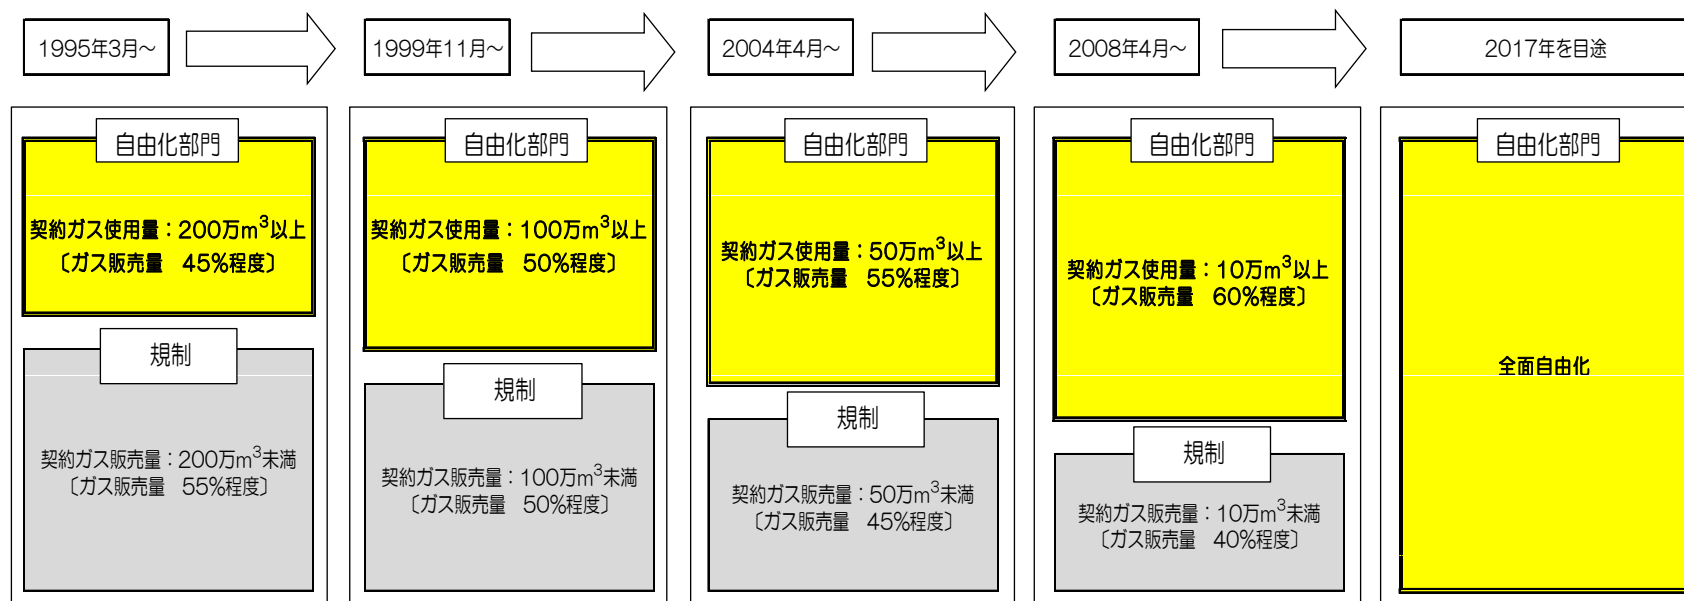 1995年3月～
1999年11月～
2004年4月～
2008年4月～
2017年を目途
自由化部門
契約ガス使用量：200万m³以上
〔ガス販売量　45%程度〕
規制
契約ガス販売量：200万m³未満
〔ガス販売量　55%程度〕
自由化部門
契約ガス使用量：100万m³以上
〔ガス販売量　50%程度〕
規制
契約ガス販売量：100万m³未満
〔ガス販売量　50%程度〕
自由化部門
契約ガス使用量：50万m³以上
〔ガス販売量　55%程度〕
規制
契約ガス販売量：50万m³未満
〔ガス販売量　45%程度〕
自由化部門
契約ガス使用量：10万m³以上
〔ガス販売量　60%程度〕
規制
契約ガス販売量：10万m³未満
〔ガス販売量　40%程度〕
自由化部門
全面自由化